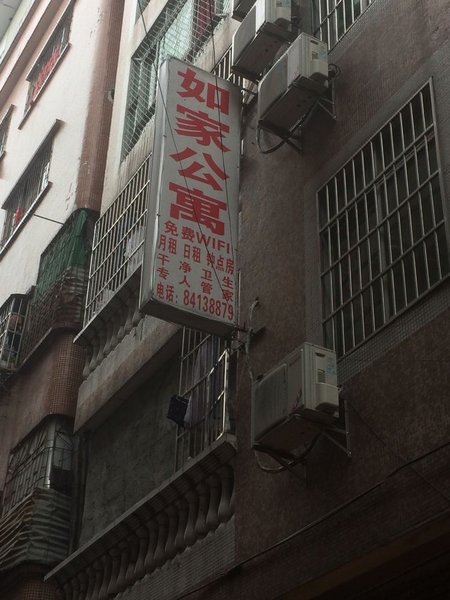 如家公寓
免费WIFI
月租 日租 钟点房
干净卫生
专人管家
电话:84138879